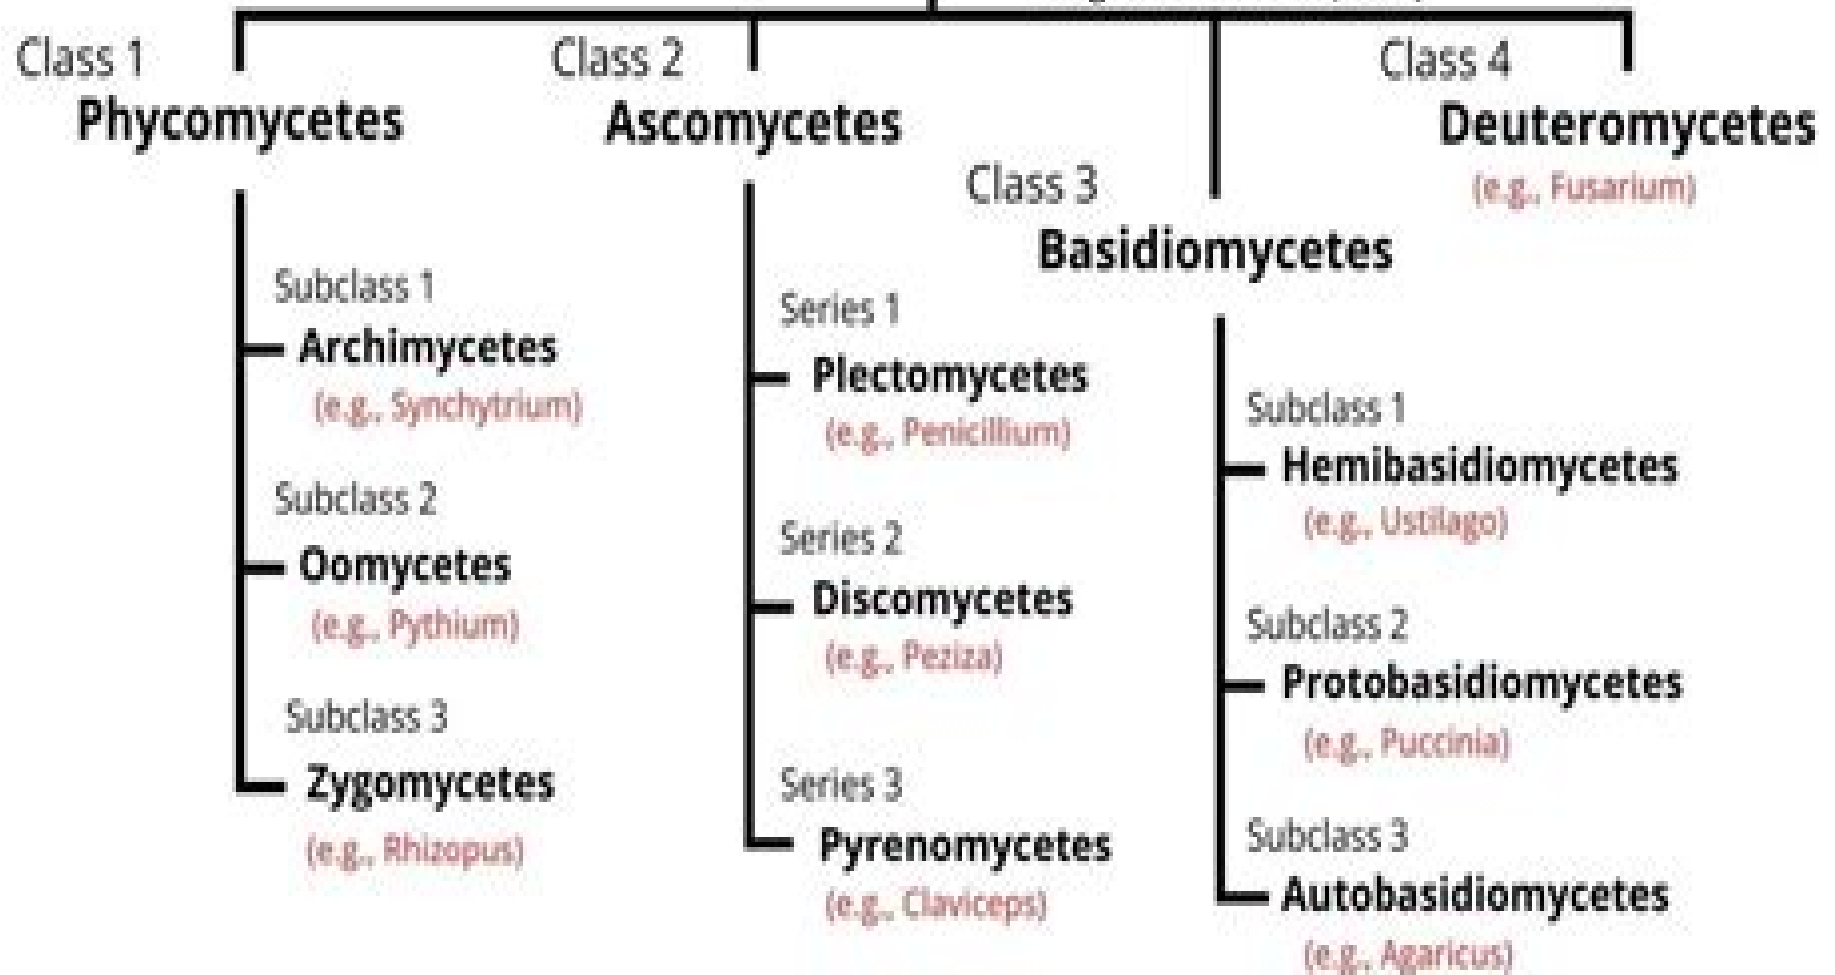 Class 1
Phycomycetes
Subclass 1
Archimycetes
(e.g., Synchytrium)
Subclass 2
Oomycetes
(e.g., Pythium)
Subclass 3
Zygomycetes
(e.g., Rhizopus)
Class 2
Ascomycetes
Series 1
Plectomycetes
(e.g., Penicillium)
Series 2
Discomycetes
(e.g., Peziza)
Series 3
Pyrenomycetes
(e.g., Claviceps)
Class 3
Basidiomycetes
Subclass 1
Hemibasidiomycetes
(e.g., Ustilago)
Subclass 2
Protobasidiomycetes
(e.g., Puccinia)
Subclass 3
Autobasidiomycetes
(e.g., Agaricus)
Class 4
Deuteromycetes
(e.g., Fusarium)